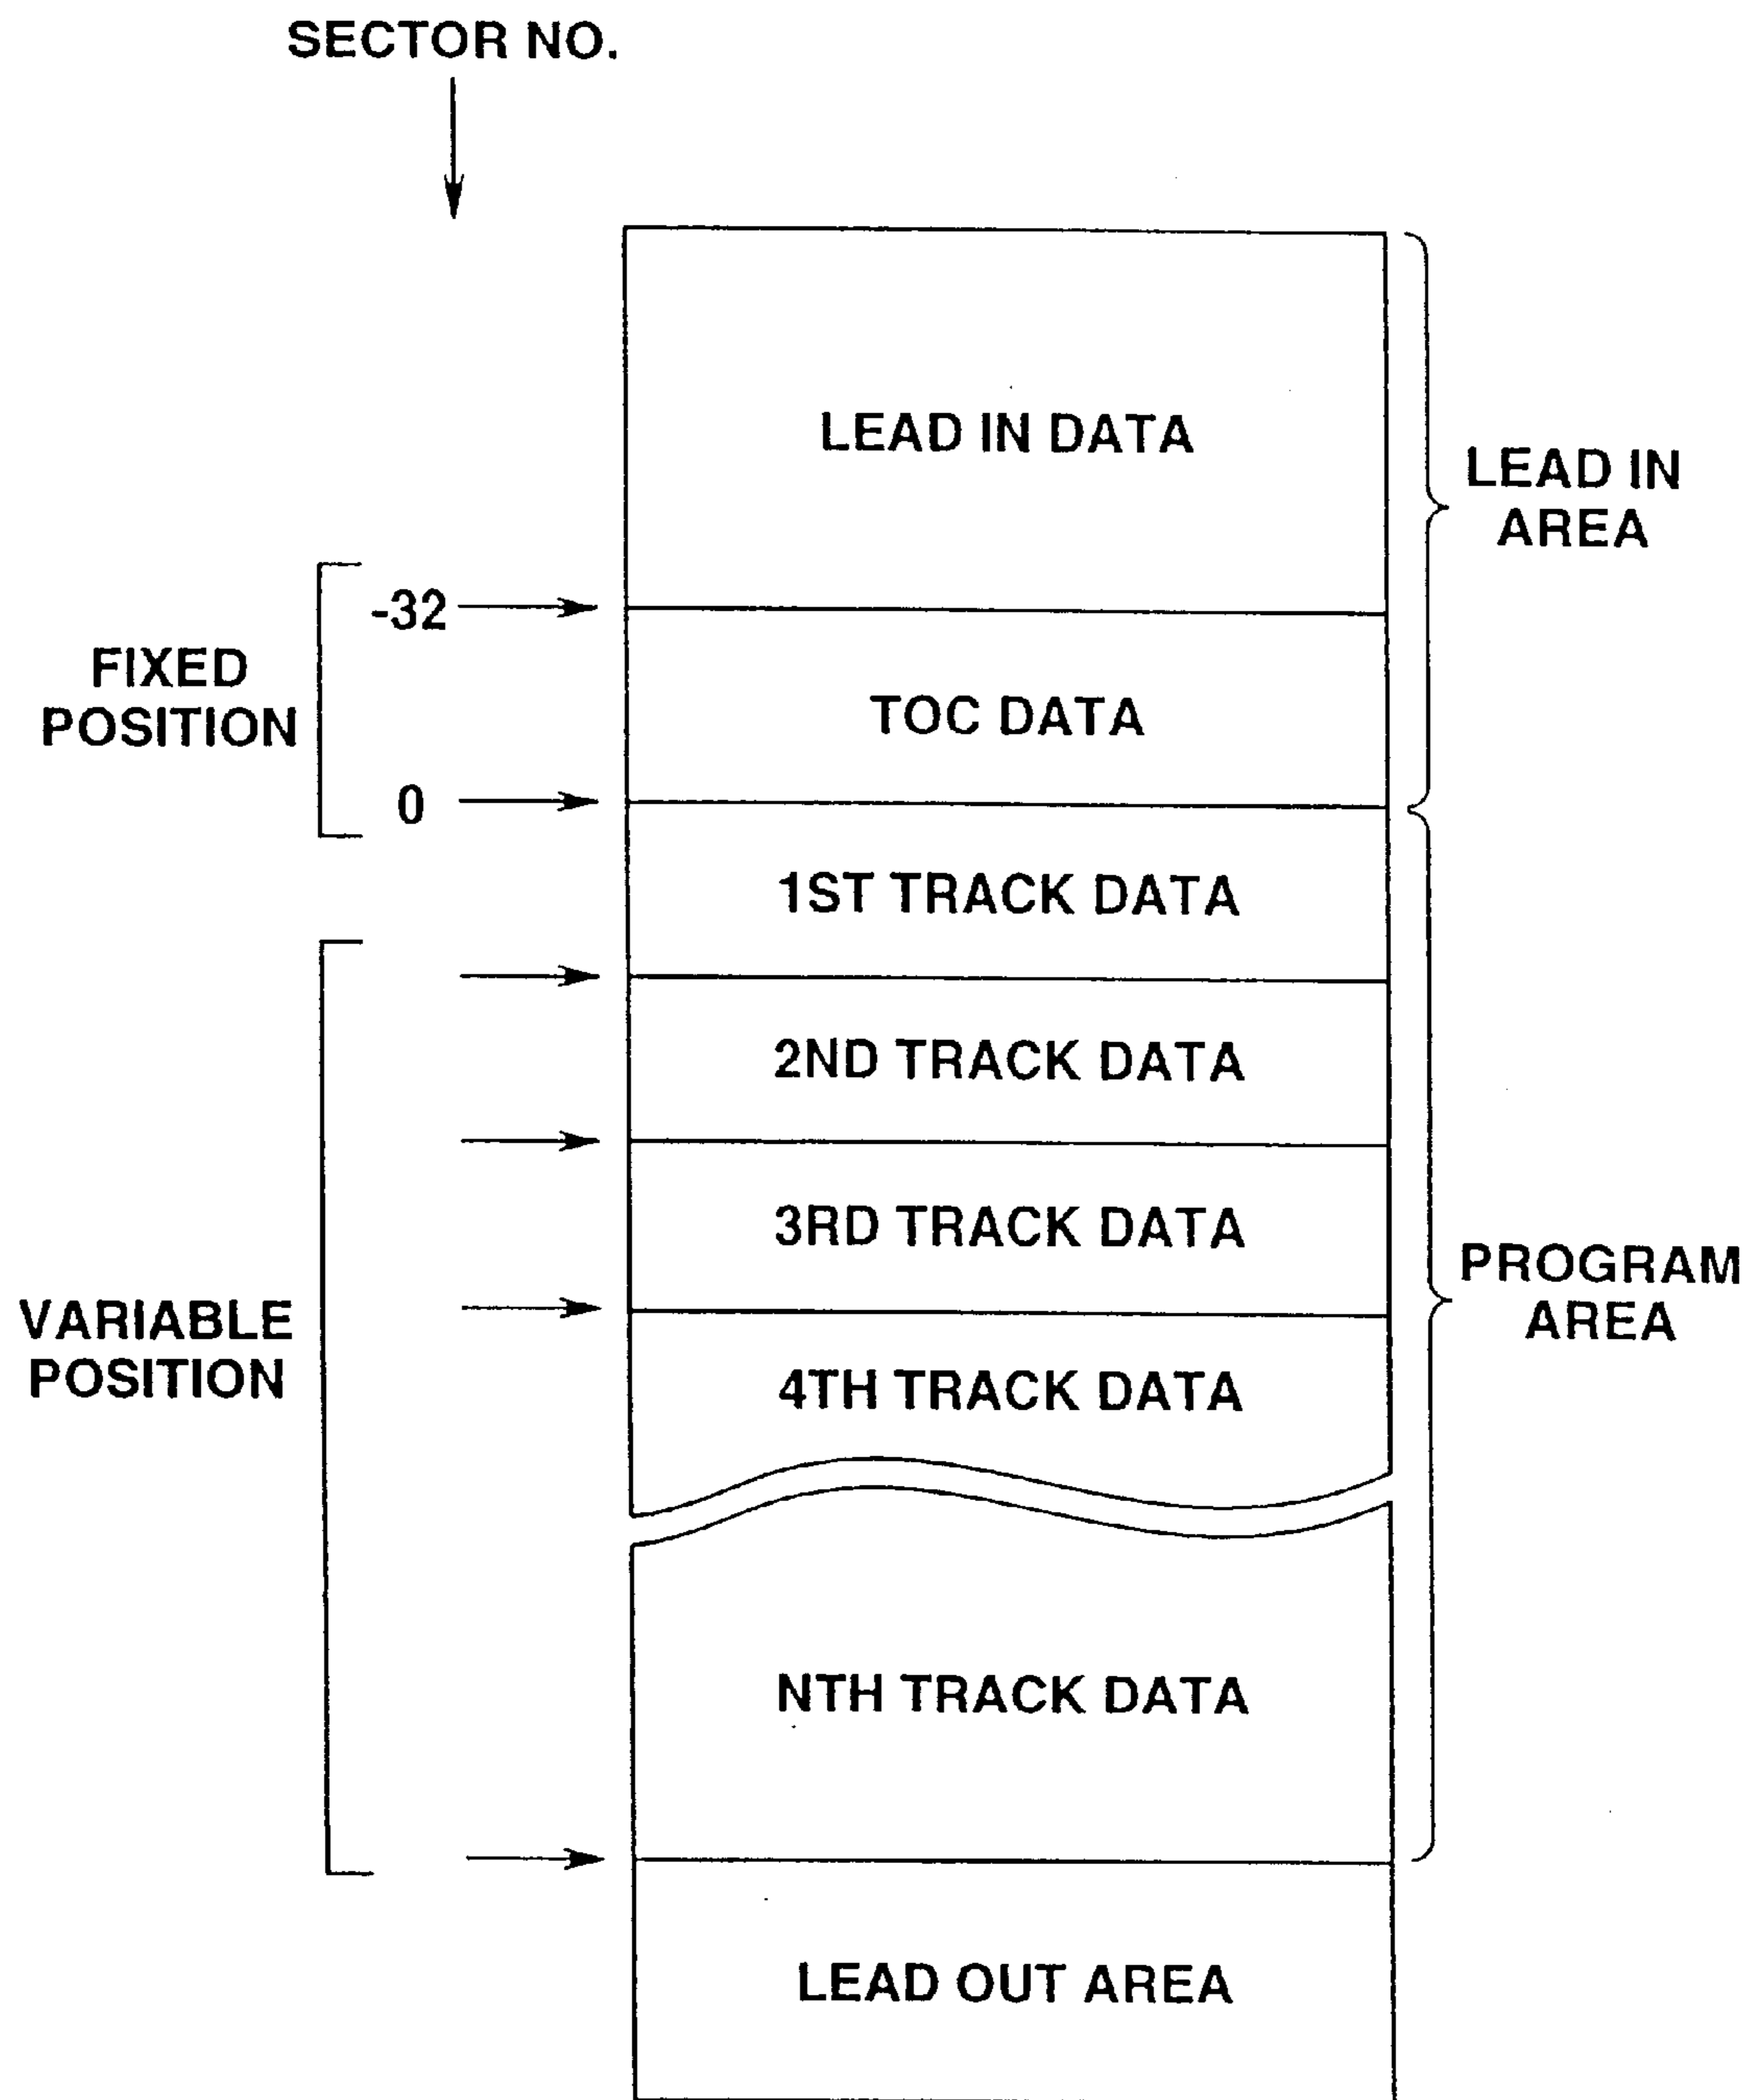 SECTOR NO.
LEAD IN DATA
LEAD IN
AREA
-32
FIXED
POSITION
TOC DATA
0
1ST TRACK DATA
2ND TRACK DATA
3RD TRACK DATA
PROGRAM
AREA
VARIABLE
POSITION
4TH TRACK DATA
NTH TRACK DATA
LEAD OUT AREA